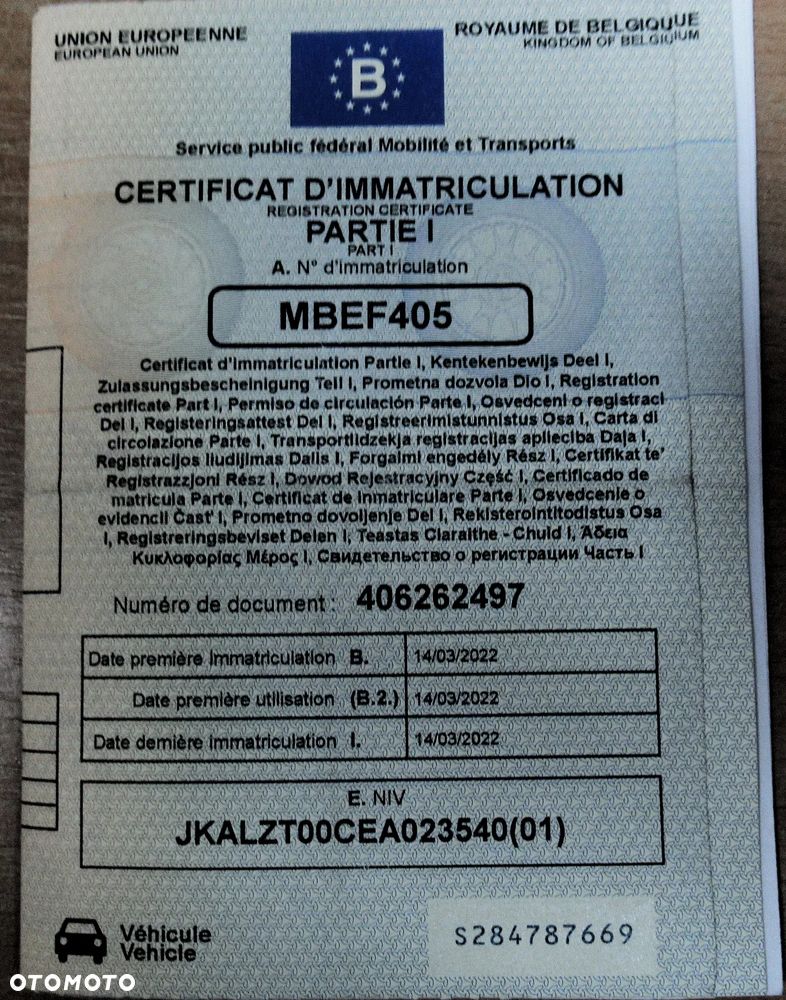 UNION EUROPEENNE
EUROPEAN UNION
ROYAUME DE BELGIQUE
KINGDOM OF BELGIUM
B
Service public fédéral Mobilité et Transports
CERTIFICAT D'IMMATRICULATION
REGISTRATION CERTIFICATE
PARTIE I
PART I
A. N° d'immatriculation
MBEF405
Certificat d'immatriculation Partie I, Kentekenbewijs Deel I,
Zulassungsbescheinigung Teil I, Prometna dozvola Dio I, Registration
certificate Part I, Permiso de circulación Parte I, Osvedceni o registraci
Del I, Registeringsattest Del I, Registreerimistunnistus Osa I, Carta di
circolazione Parte I, Transportlidzekja registracijas apliecība Daja I,
Registracijos liudijimas Dalis I, Forgalmi engedély Rész I, Certifikat te'
Registrazzjoni Rész I, Dowod Rejestracyjny Część I, Certificado de
matricula Parte I, Certificat de Inmatriculare Parte I, Osvedcenie o
evidencii Čast' I, Prometno dovoljenje Del I, Rekisterointitodistus Osa
I, Registreringsbeviset Delen I, Teastas Claraithe - Chuid I, Άδεια
Κυκλοφορίας Μέρος I, Свидетельство о регистрации Часть I
Numéro de document : 406262497
Date première immatriculation B. 14/03/2022
Date première utilisation (B.2.) 14/03/2022
Date dernière immatriculation I. 14/03/2022
E. NIV
JKALZT00CEA023540(01)
Véhicule
Vehicle
S284787669
OTOMOTO